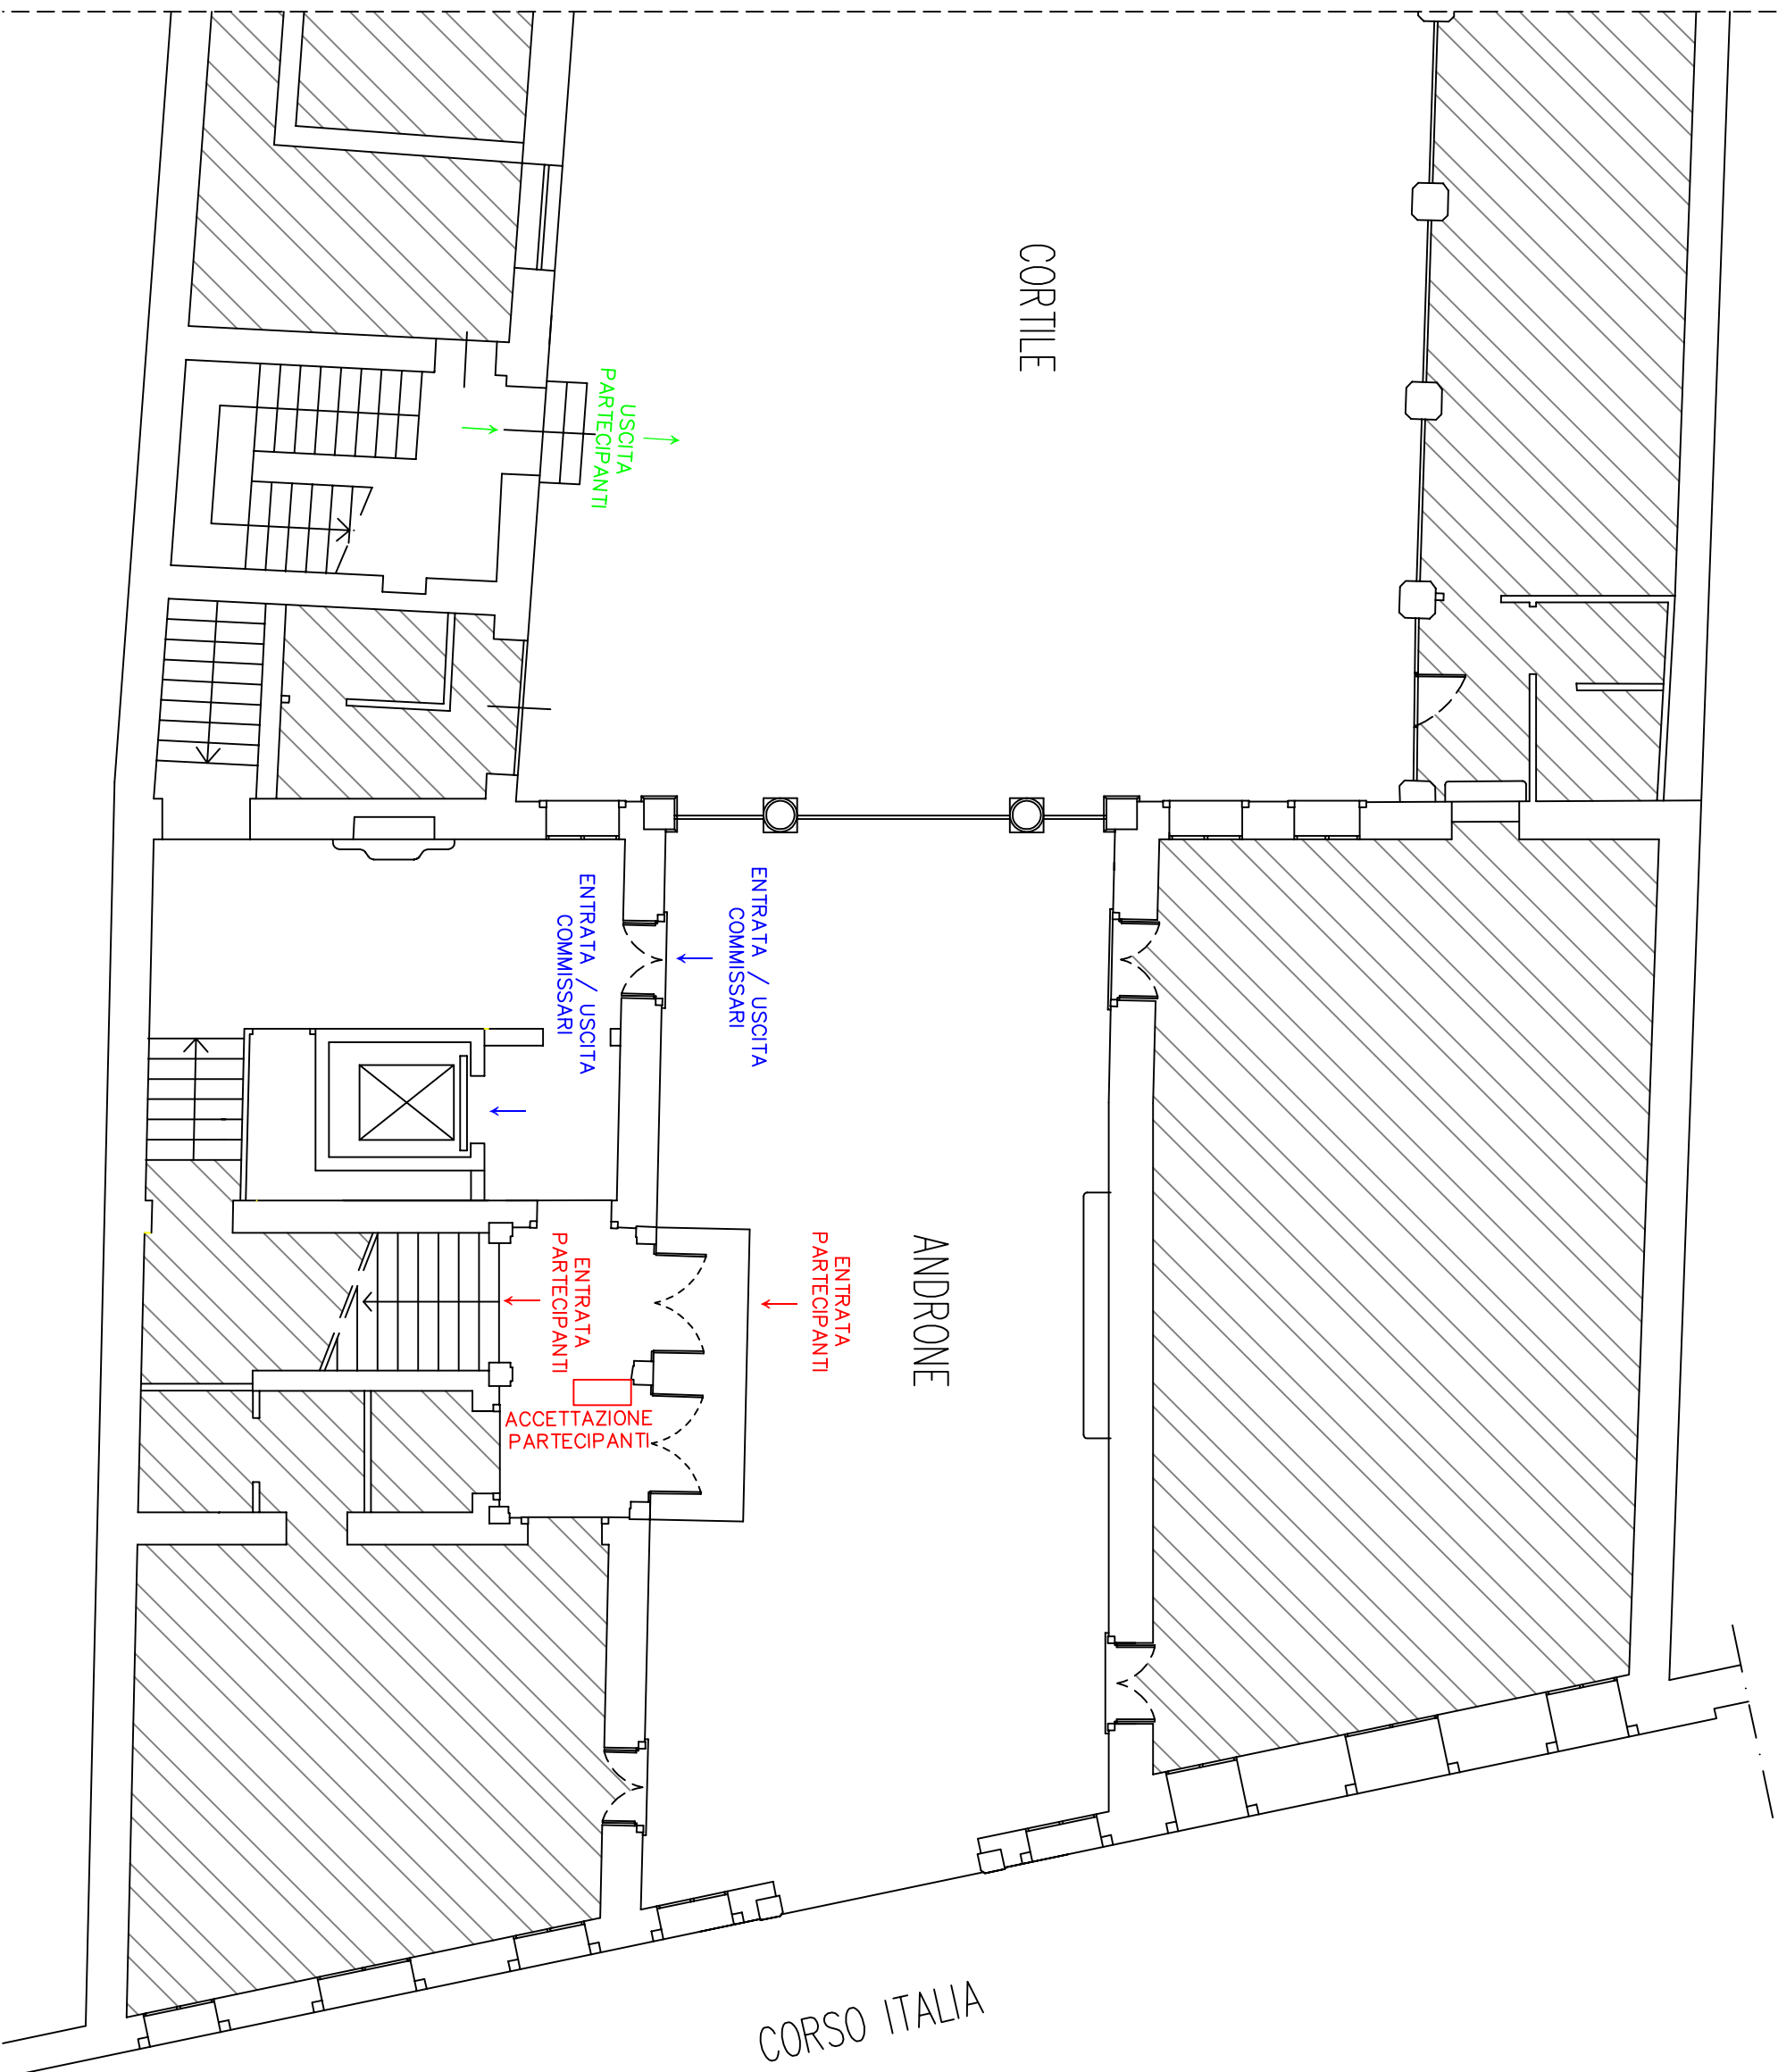 CORTILE
USCITA
PARTECIPANTI
ENTRATA / USCITA
COMMISSARI
ENTRATA / USCITA
COMMISSARI
ENTRATA
PARTECIPANTI
ENTRATA
PARTECIPANTI
ANDRONE
ACCETTAZIONE
PARTECIPANTI
CORSO ITALIA